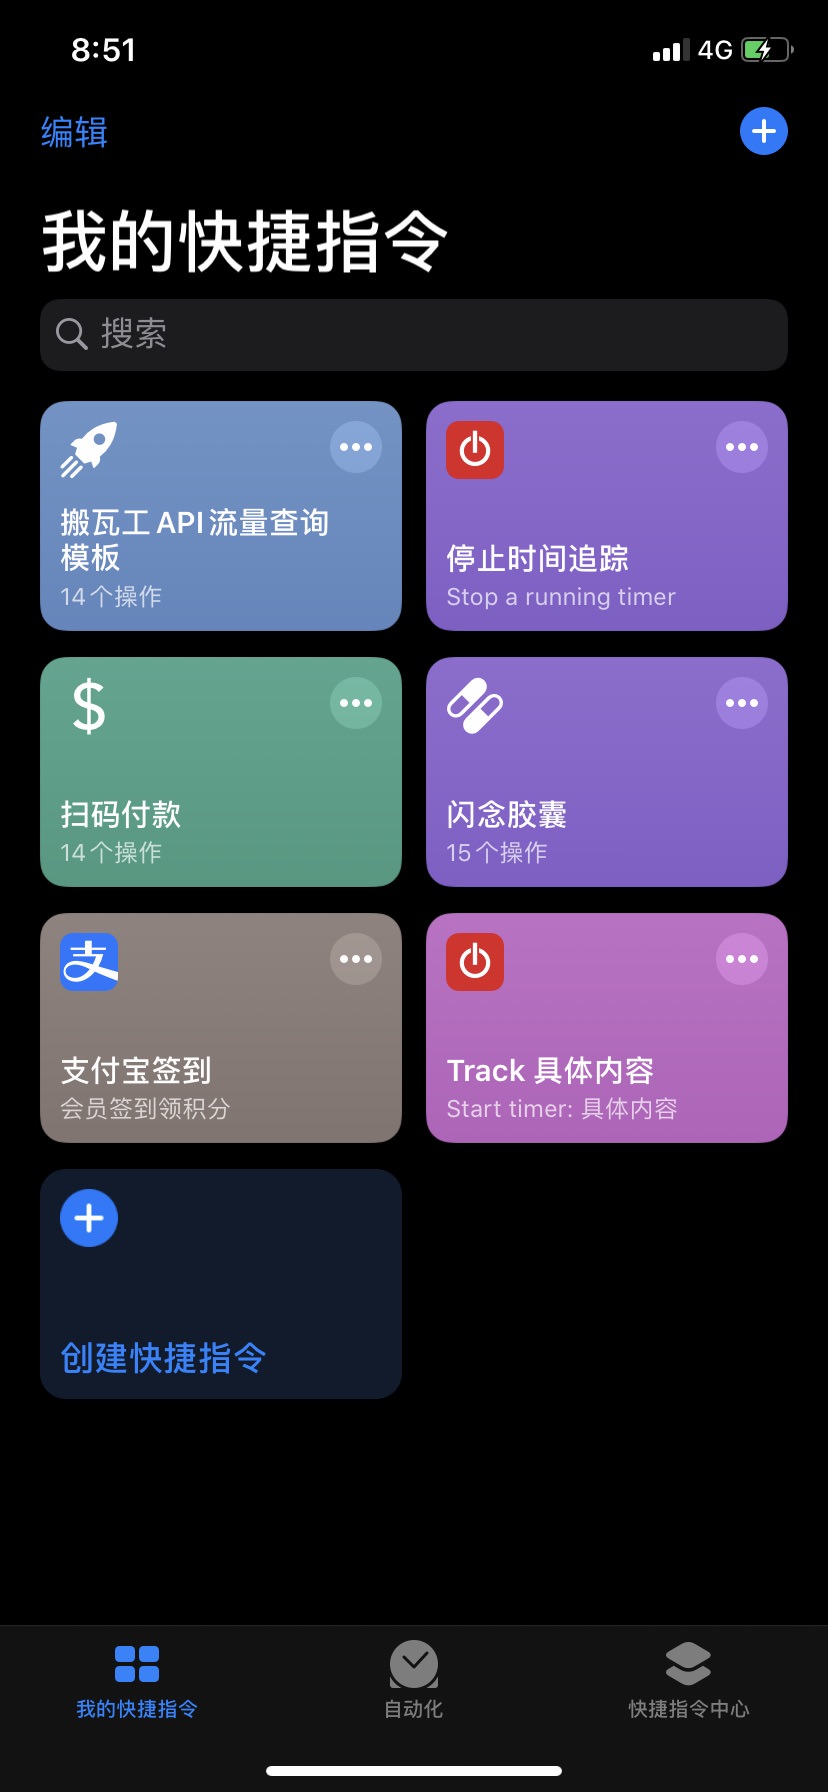 8:51
4G
编辑
我的快捷指令
搜索
搬瓦工 API 流量查询
模板
14 个操作
停止时间追踪
Stop a running timer
$
扫码付款
14 个操作
闪念胶囊
15 个操作
支
支付宝签到
会员签到领积分
Track 具体内容
Start timer: 具体内容
创建快捷指令
我的快捷指令
自动化
快捷指令中心